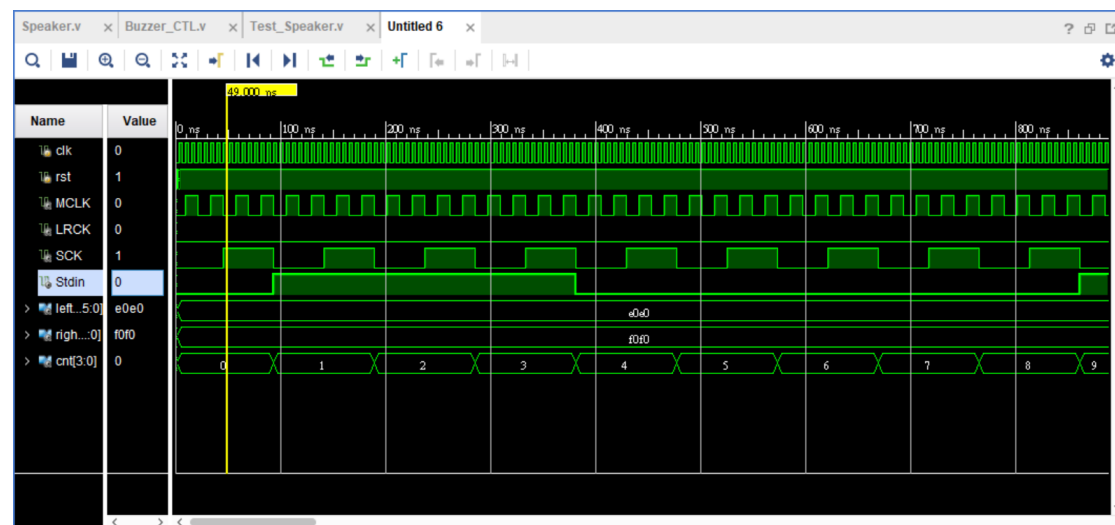 Speaker.v × Buzzer_CTL.v × Test_Speaker.v × Untitled 6 ×
49.000 ns
Name Value
0 ns 100 ns 200 ns 300 ns 400 ns 500 ns 600 ns 700 ns 800 ns
clk 0
rst 1
MCLK 0
LRCK 0
SCK 1
Stdin 0
left...5:0] e0e0 e0e0
righ...:0] f0f0 f0f0
cnt[3:0] 0 0 1 2 3 4 5 6 7 8 9